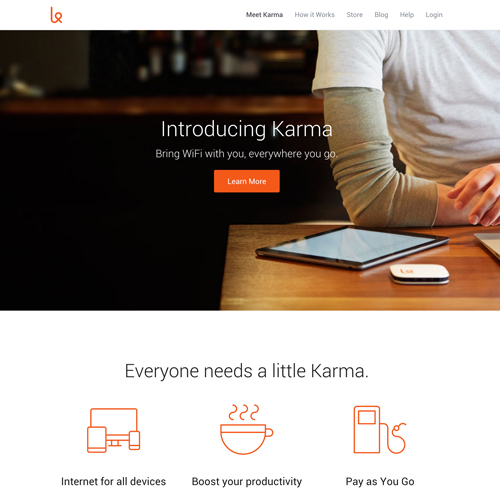 Meet Karma How it Works Store Blog Help Login
Introducing Karma
Bring WiFi with you, everywhere you go.
Learn More
Everyone needs a little Karma.
Internet for all devices Boost your productivity Pay as You Go